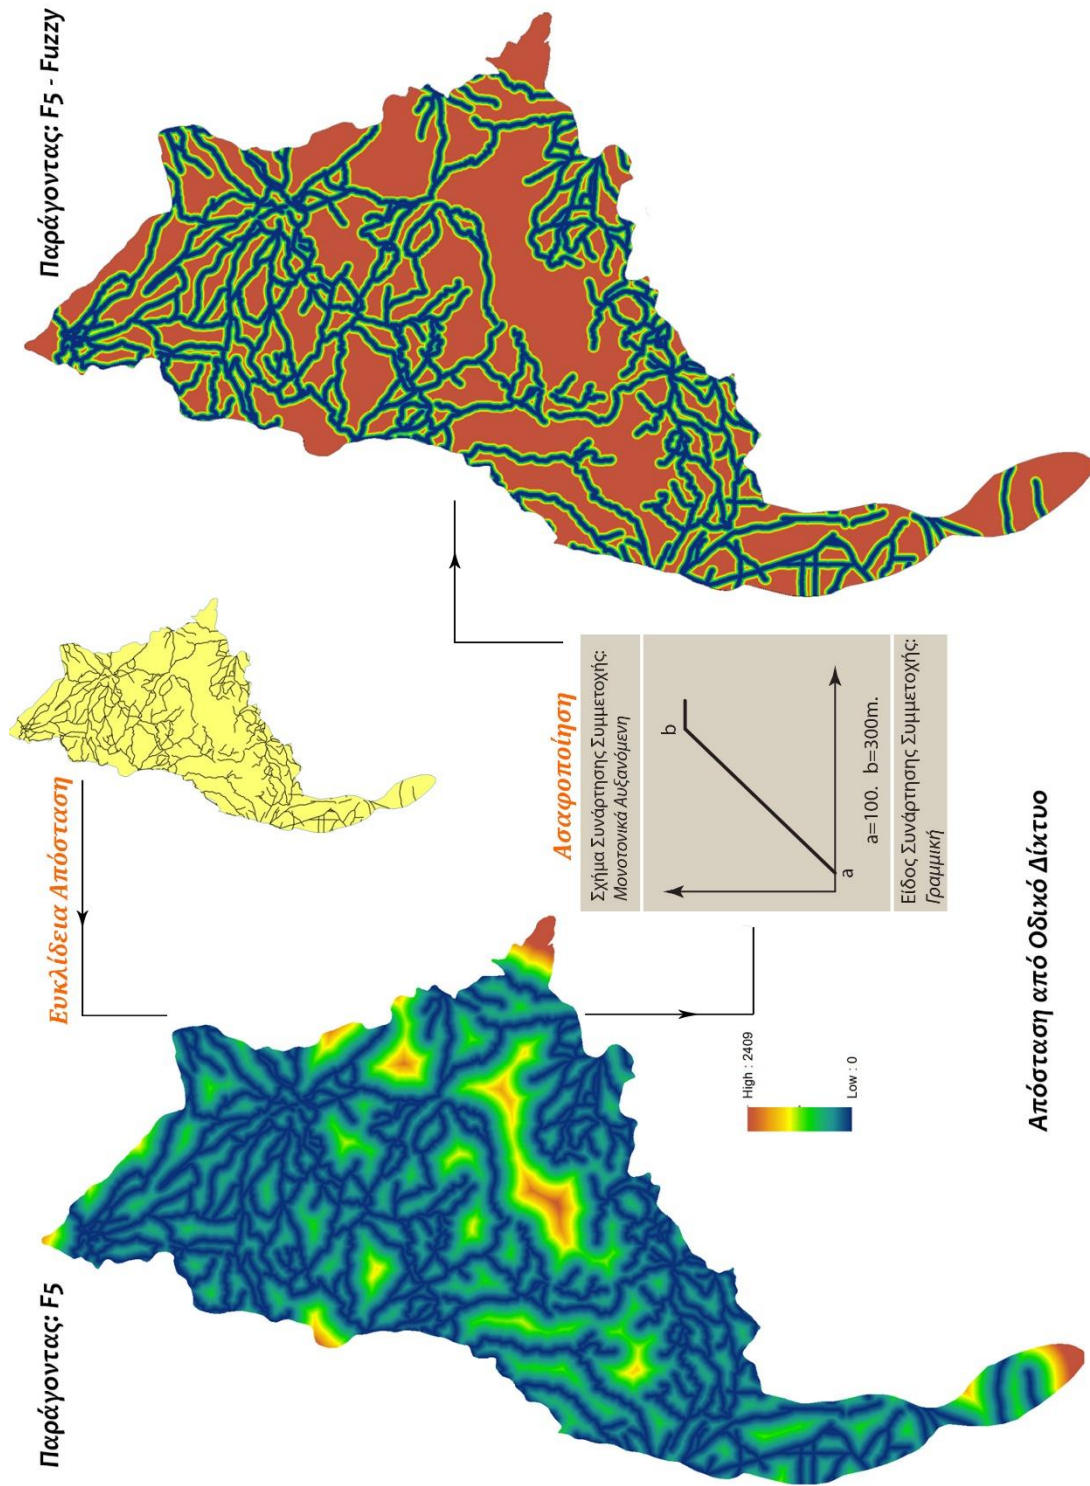 Παράγοντας: F5
Παράγοντας: F5 - Fuzzy
Ευκλίδεια Απόσταση
Ασαφοποίηση
Σχήμα Συνάρτησης Συμμετοχής:
Μονοτονικά Αυξανόμενη
b
a
a=100. b=300m.
Είδος Συνάρτησης Συμμετοχής:
Γραμμική
High : 2409
Low : 0
Απόσταση από Οδικό Δίκτυο